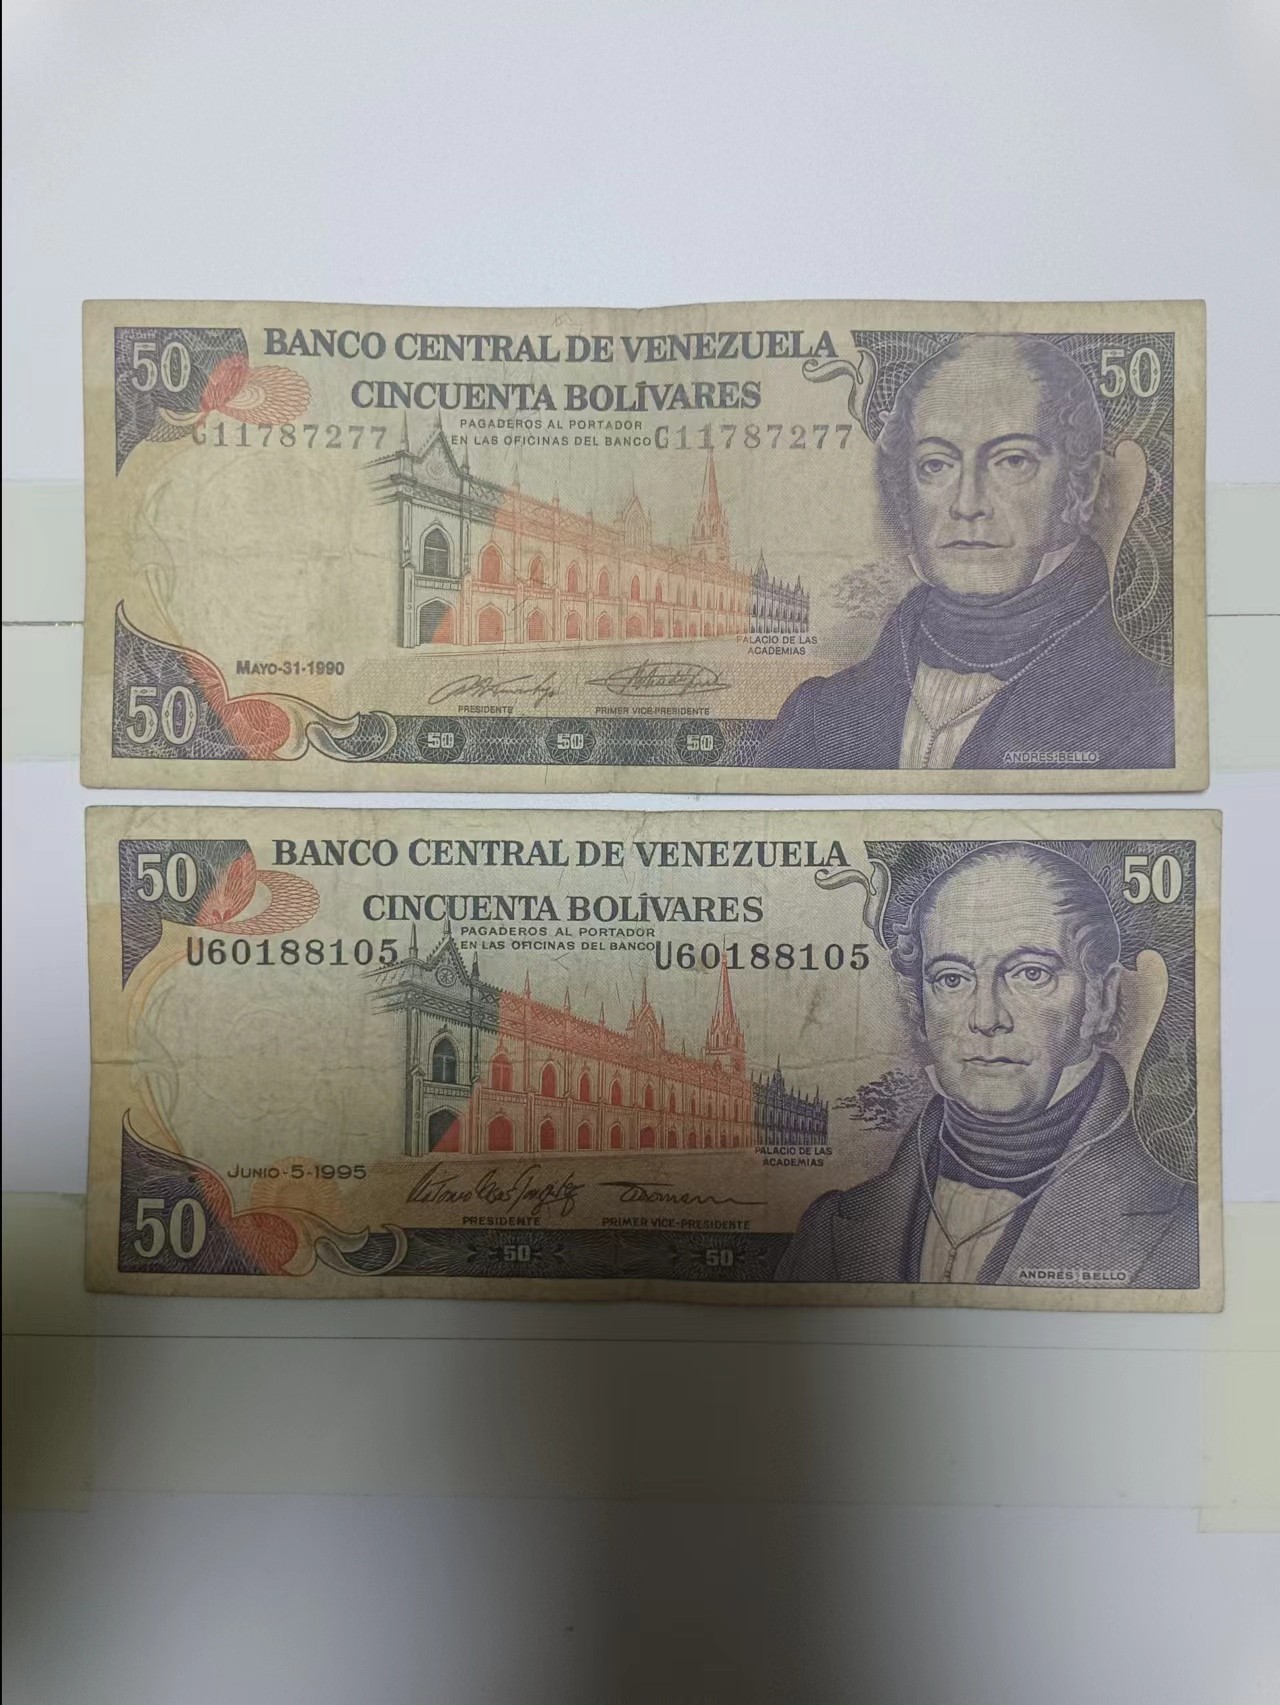 50
BANCO CENTRAL DE VENEZUELA
50
CINCUENTA BOLÍVARES
PAGADEROS AL PORTADOR
EN LAS OFICINAS DEL BANCO
C11787277
C11787277
PALACIO DE LAS
ACADEMIAS
MAYO-31-1990
PRESIDENTE
PRIMER VICE-PRESIDENTE
50
50
50
50
ANDRES BELLO
50
BANCO CENTRAL DE VENEZUELA
50
CINCUENTA BOLÍVARES
PAGADEROS AL PORTADOR
EN LAS OFICINAS DEL BANCO
U60188105
U60188105
PALACIO DE LAS
ACADEMIAS
JUNIO-5-1995
PRESIDENTE
PRIMER VICE-PRESIDENTE
50
50
50
ANDRES BELLO